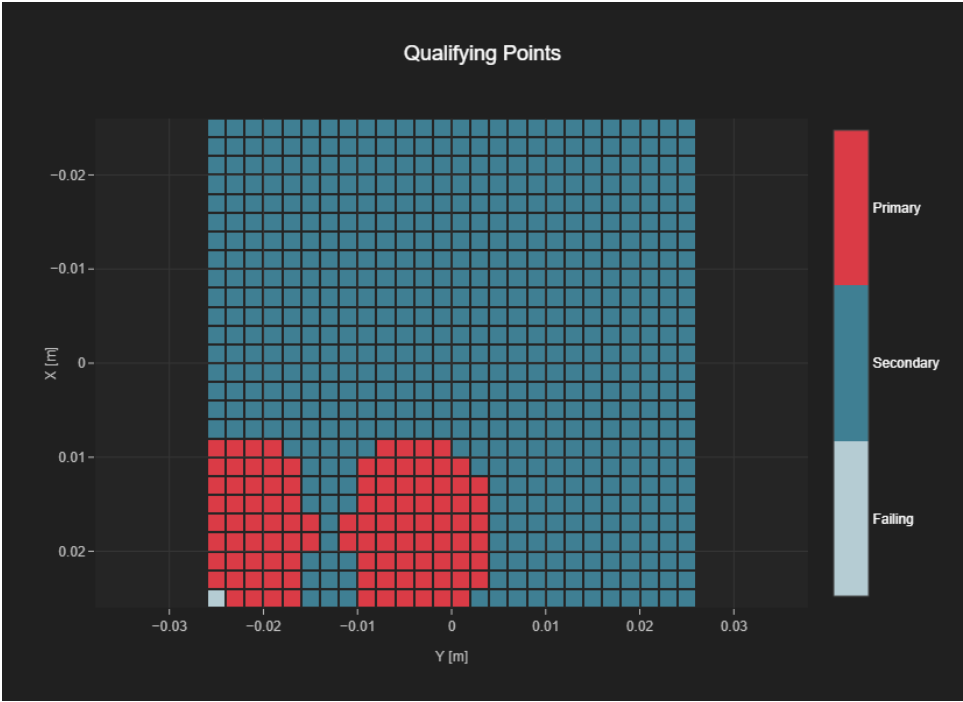 Qualifying Points
−0.02
−0.01
0
0.01
0.02
X [m]
−0.03
−0.02
−0.01
0
0.01
0.02
0.03
Y [m]
Primary
Secondary
Failing